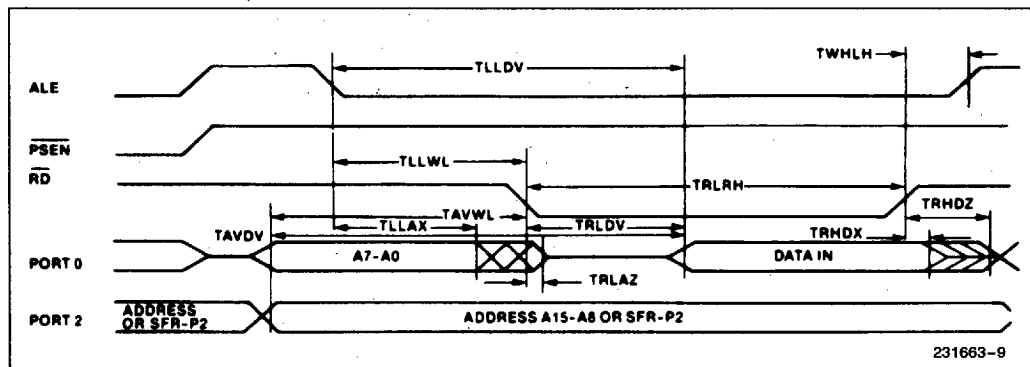 TLLDV
TWHLH
ALE
PSEN
TLLWL
RD
TRLRH
TAVWL
TRHDZ
TLLAX
TRLDV
TRHDX
TAVDV
PORT 0
A7-A0
DATA IN
TRLAZ
PORT 2
ADDRESS
OR SFR-P2
ADDRESS A15-A8 OR SFR-P2
231663-9